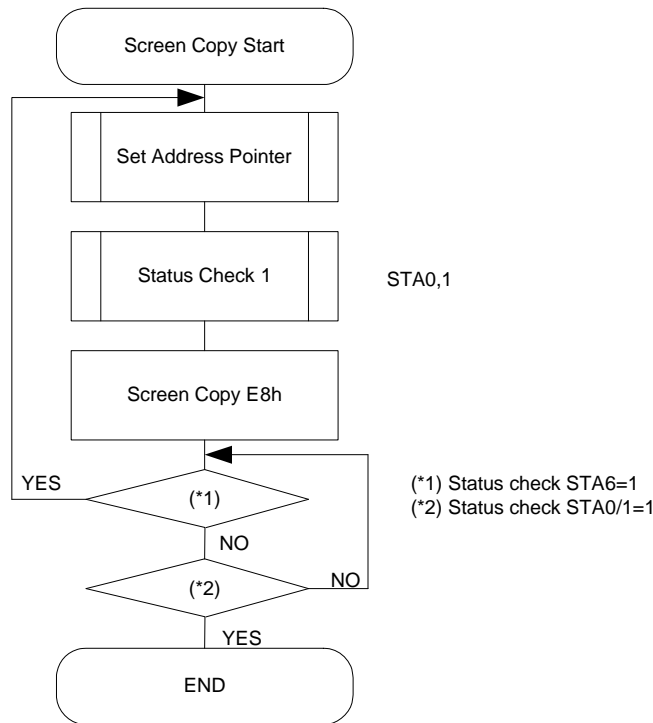 Screen Copy Start
Set Address Pointer
Status Check 1
STA0,1
Screen Copy E8h
YES
(*1)
(*1) Status check STA6=1
(*2) Status check STA0/1=1
NO
(*2)
NO
YES
END